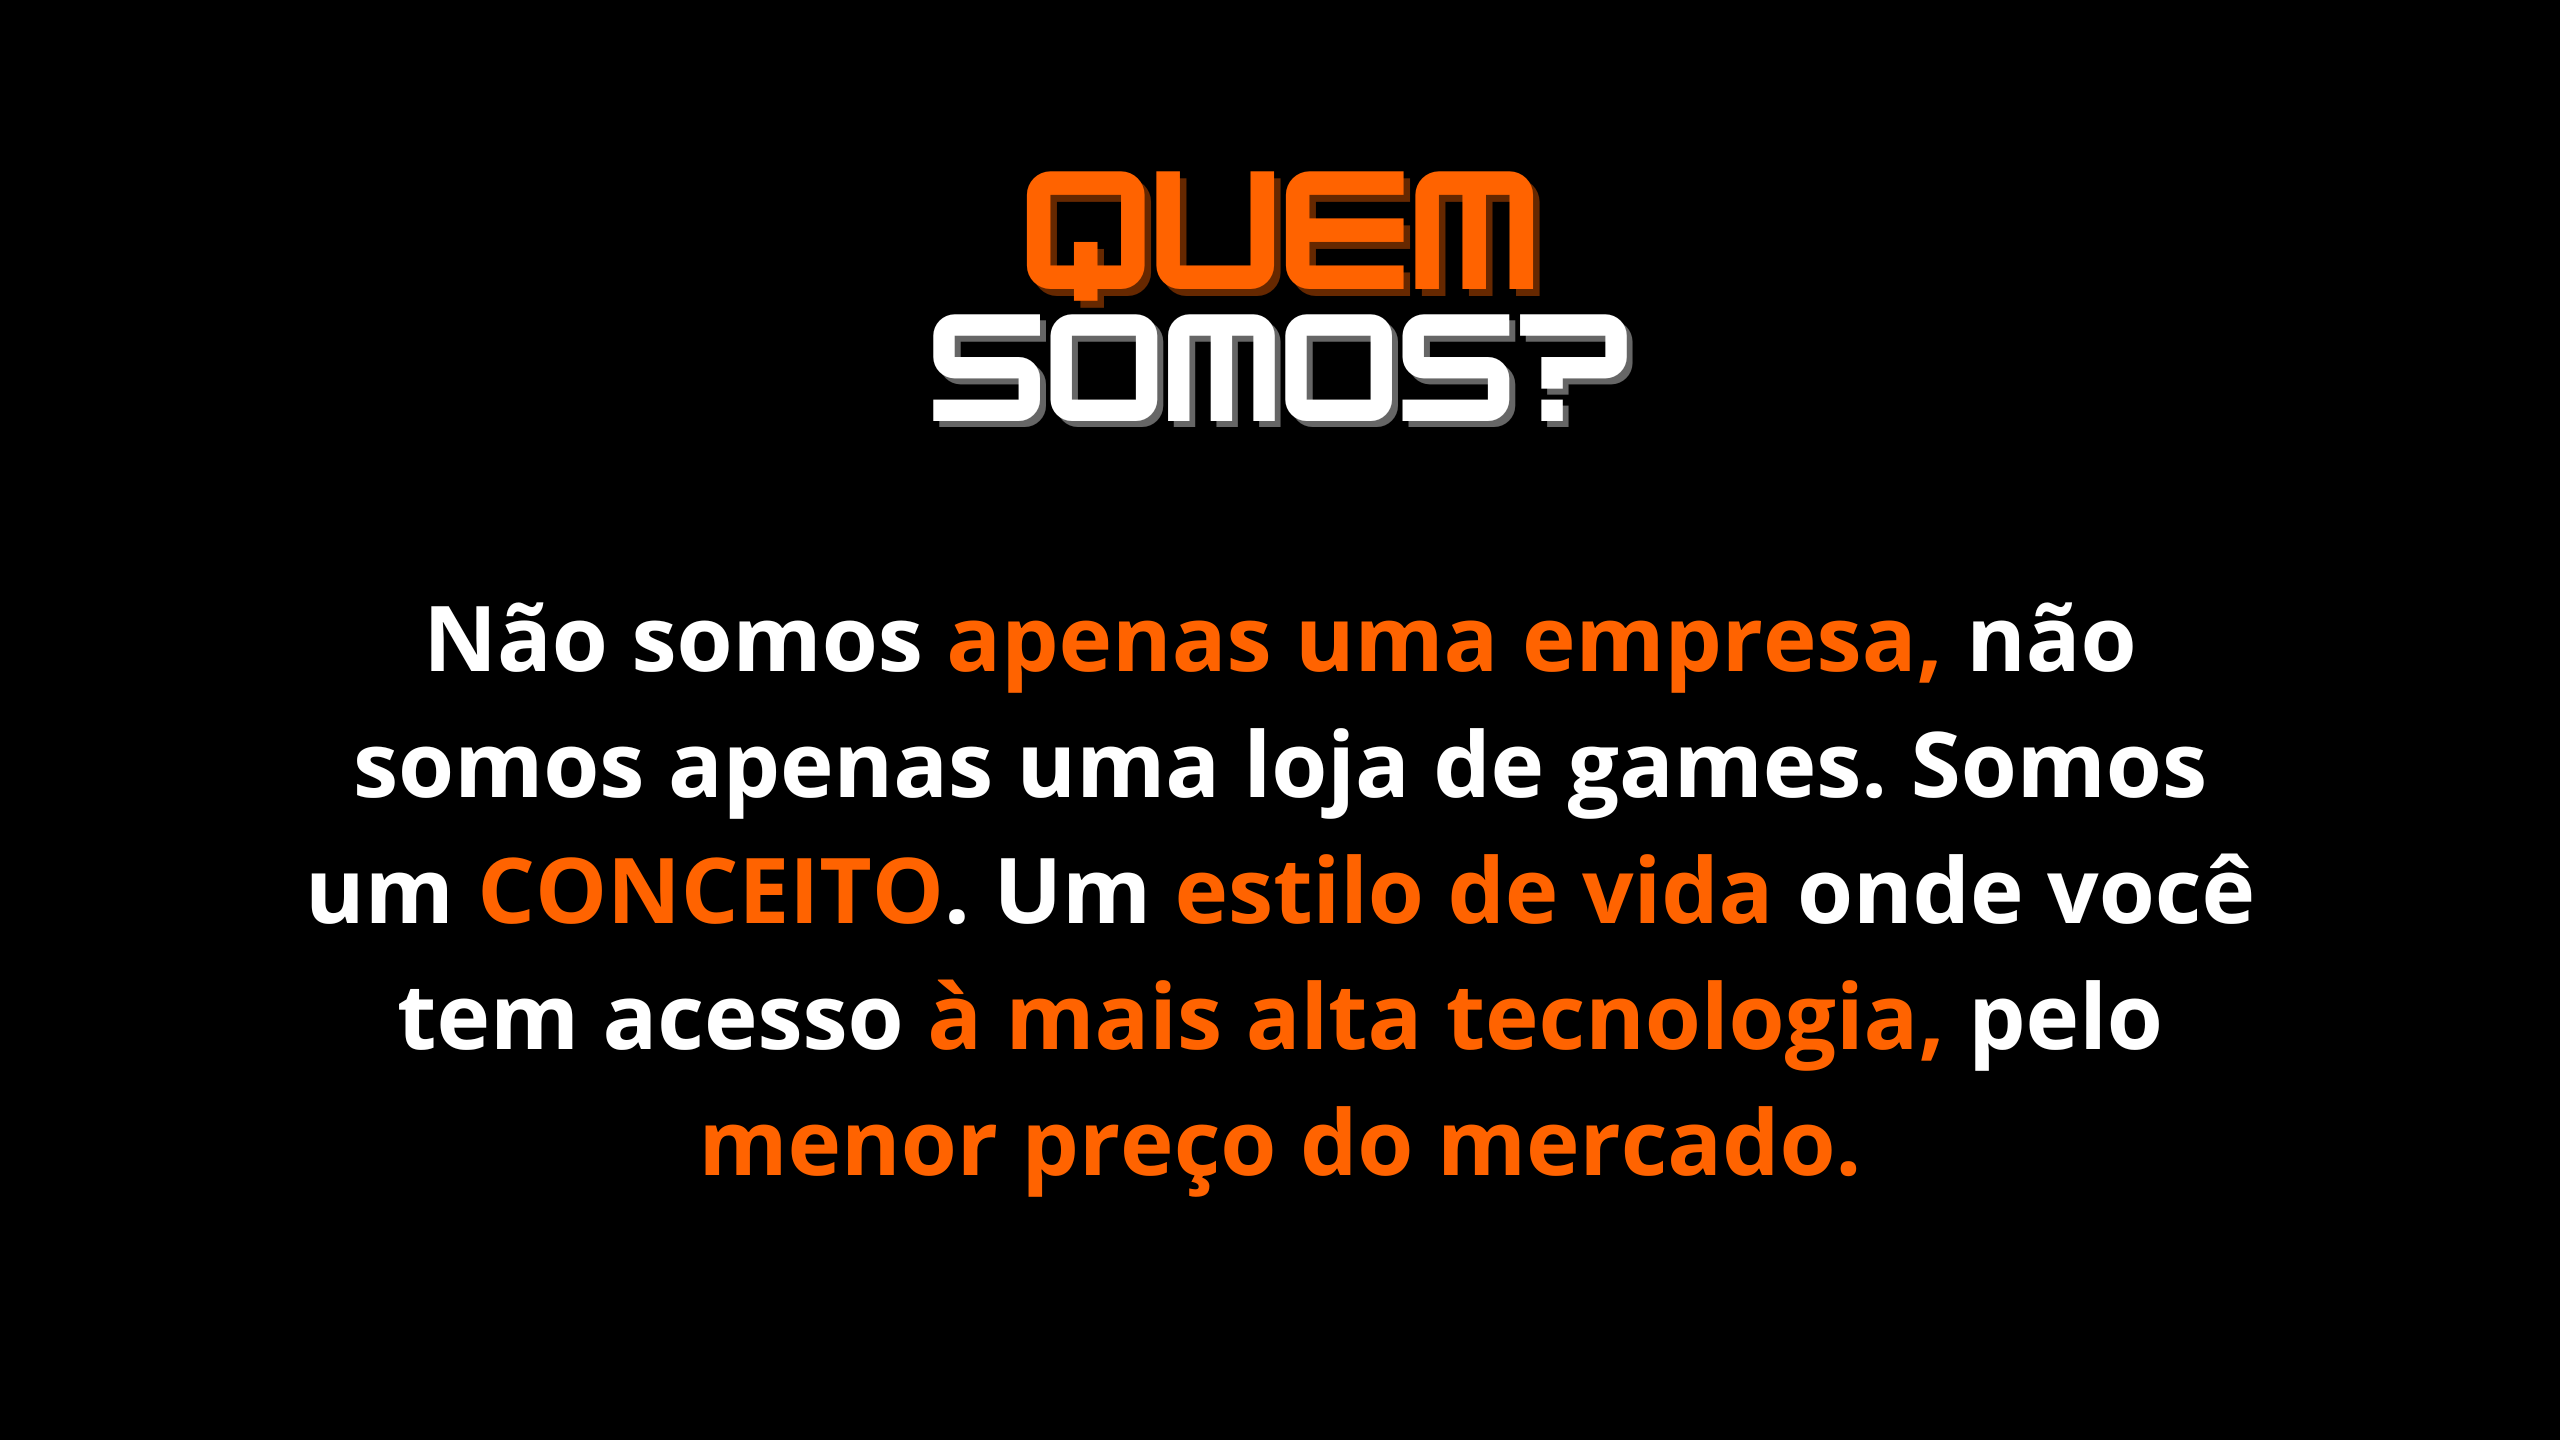 QUEM
SOMOS?
Não somos apenas uma empresa, não
somos apenas uma loja de games. Somos
um CONCEITO. Um estilo de vida onde você
tem acesso à mais alta tecnologia, pelo
menor preço do mercado.